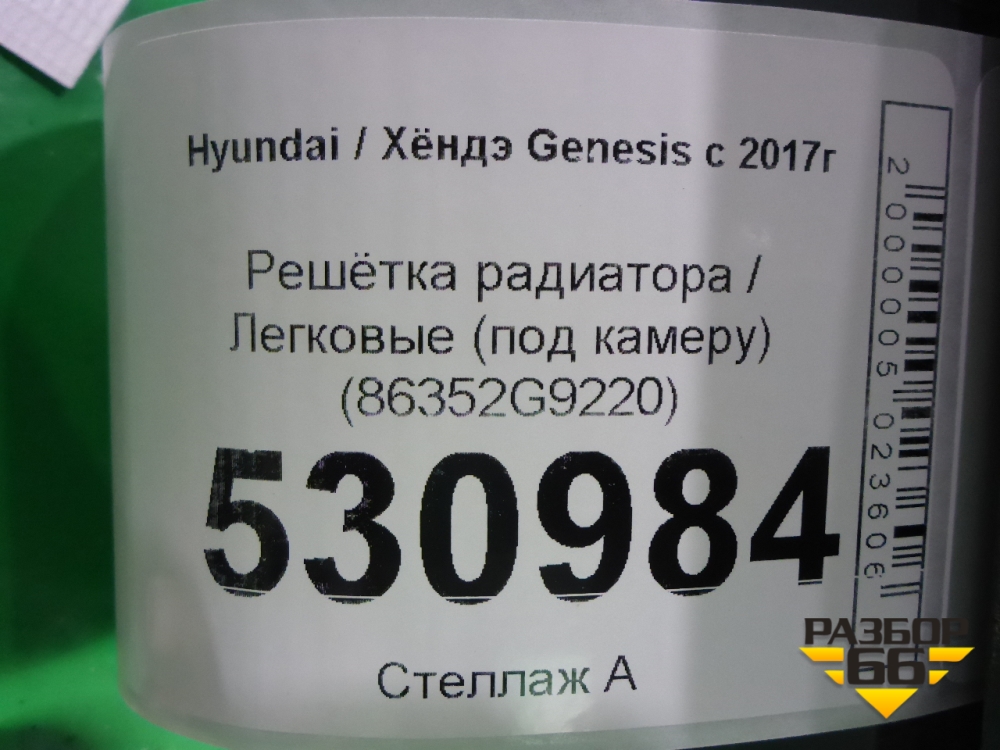 Hyundai / Хёндэ Genesis с 2017г
Решётка радиатора /
Легковые (под камеру)
(86352G9220)
530984
Стеллаж А
2000005023606
РАЗБОР
66